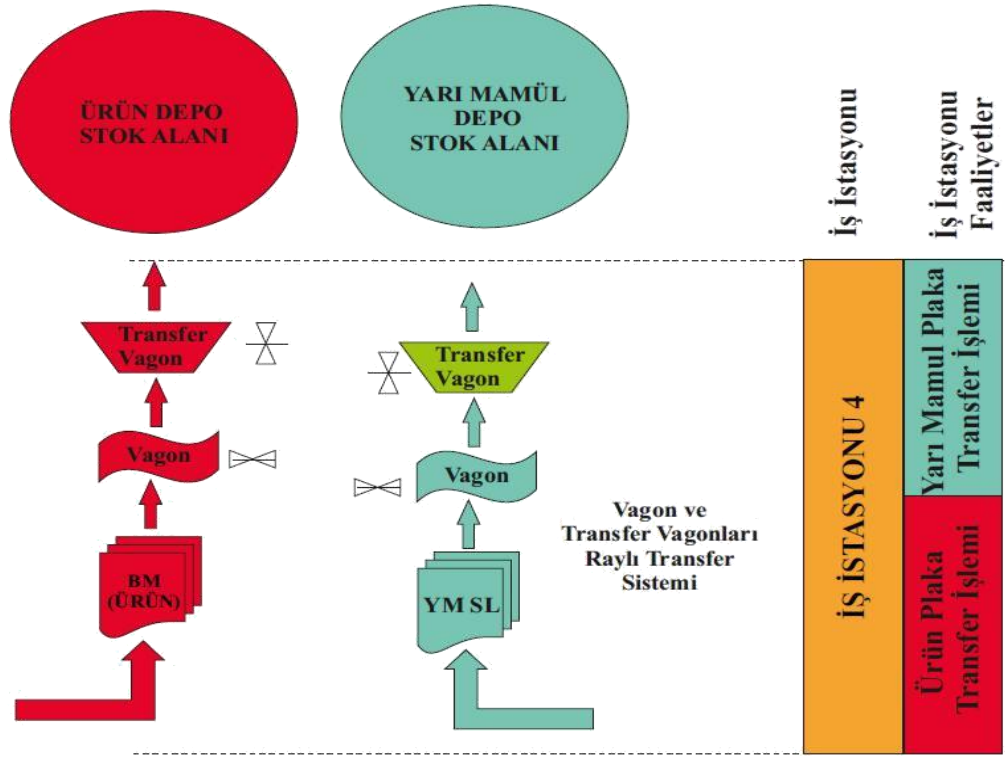 ÜRÜN DEPO
STOK ALANI
YARI MAMÜL
DEPO
STOK ALANI
İş İstasyonu
İş İstasyonu
Faaliyetler
Transfer
Vagon
Transfer
Vagon
Vagon
Vagon
BM
(ÜRÜN)
YM SL
Vagon ve
Transfer Vagonları
Raylı Transfer
Sistemi
İŞ İSTASYONU 4
Yarı Mamul Plaka
Transfer İşlemi
Ürün Plaka
Transfer İşlemi